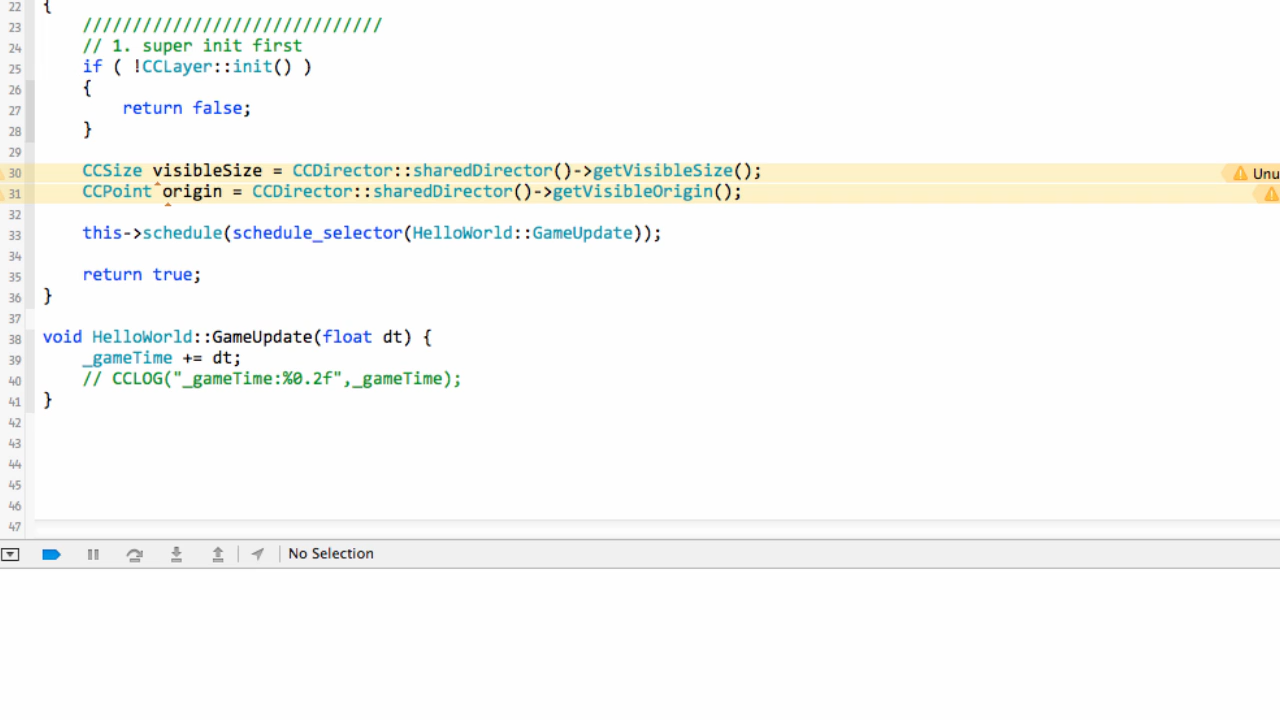 22 {
23 //////////////////////////////
24 // 1. super init first
25 if ( !CCLayer::init() )
26 {
27 return false;
28 }
29
30 CCSize visibleSize = CCDirector::sharedDirector()->getVisibleSize(); Unu
31 CCPoint origin = CCDirector::sharedDirector()->getVisibleOrigin();
32
33 this->schedule(schedule_selector(HelloWorld::GameUpdate));
34
35 return true;
36 }
37
38 void HelloWorld::GameUpdate(float dt) {
39 _gameTime += dt;
40 // CCLOG("_gameTime:%0.2f",_gameTime);
41 }
42
43
44
45
46
47
No Selection